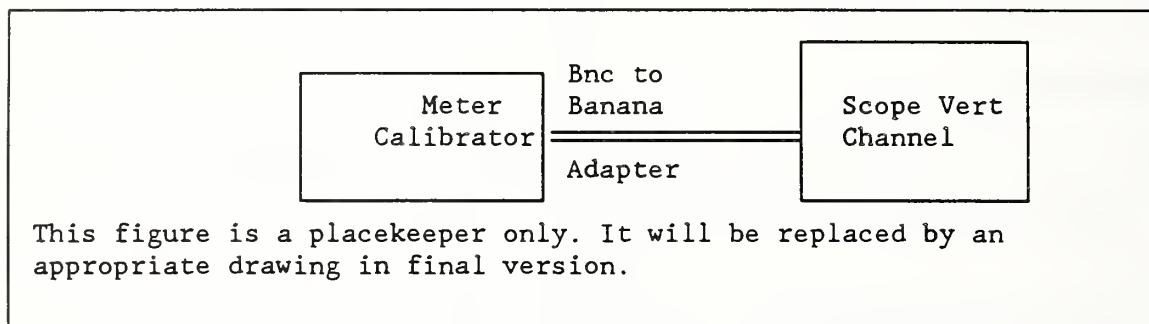 Meter
Calibrator
Bnc to
Banana
Adapter
Scope Vert
Channel
This figure is a placekeeper only. It will be replaced by an
appropriate drawing in final version.